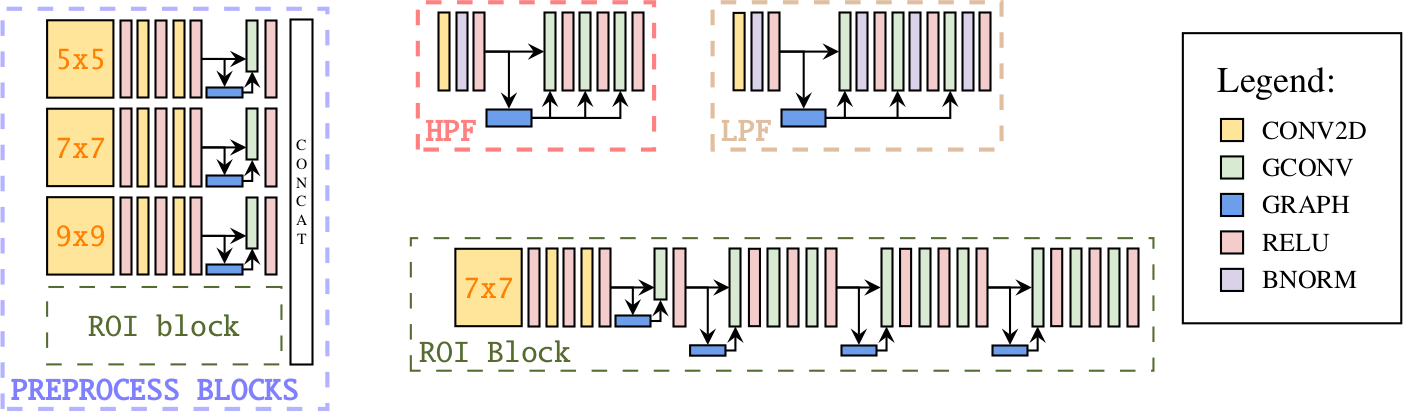 5x5
7x7
9x9
CONCAT
ROI block
PREPROCESS BLOCKS
HPF
LPF
7x7
ROI Block
Legend:
CONV2D
GCONV
GRAPH
RELU
BNORM